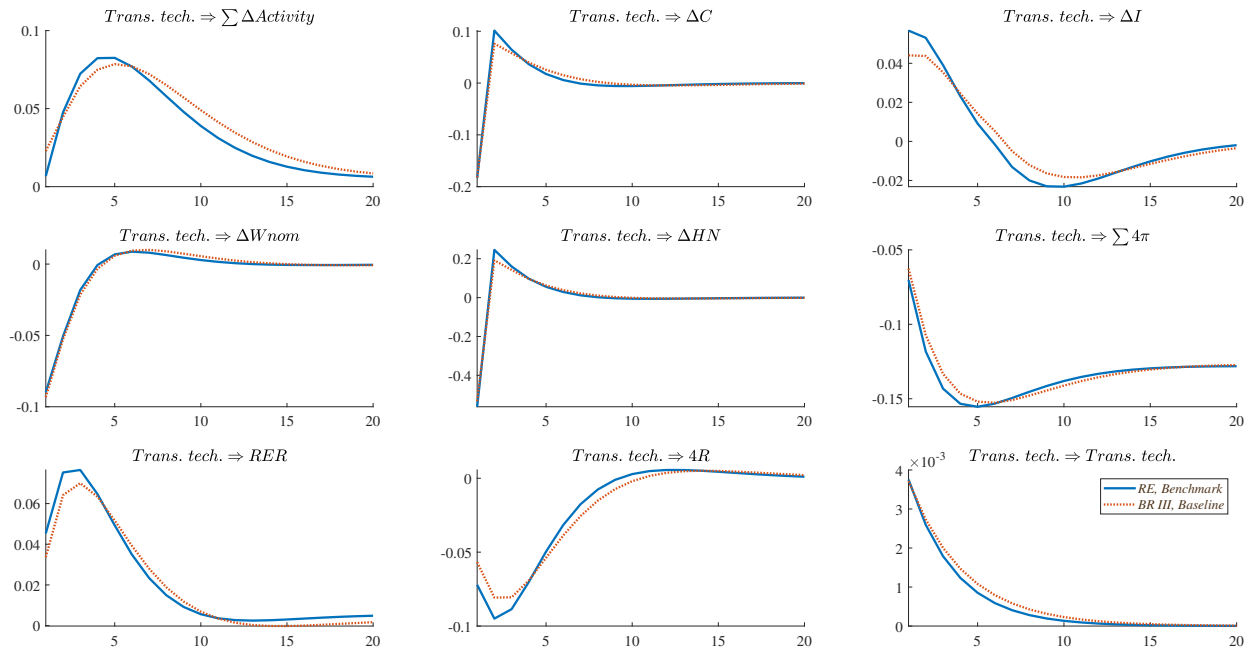 Trans. tech. ⇒ ∑ ΔActivity
0.1
0.05
0
5 10 15 20
Trans. tech. ⇒ ΔC
0.1
0
-0.1
-0.2
5 10 15 20
Trans. tech. ⇒ ΔI
0.04
0.02
0
-0.02
5 10 15 20
Trans. tech. ⇒ ΔWnom
0
-0.05
-0.1
5 10 15 20
Trans. tech. ⇒ ΔHN
0.2
0
-0.2
-0.4
5 10 15 20
Trans. tech. ⇒ ∑ 4π
-0.05
-0.1
-0.15
5 10 15 20
Trans. tech. ⇒ RER
0.06
0.04
0.02
0
5 10 15 20
Trans. tech. ⇒ 4R
0
-0.05
-0.1
5 10 15 20
Trans. tech. ⇒ Trans. tech.
×10⁻³
4
3
2
1
0
5 10 15 20
RE, Benchmark
BR III, Baseline